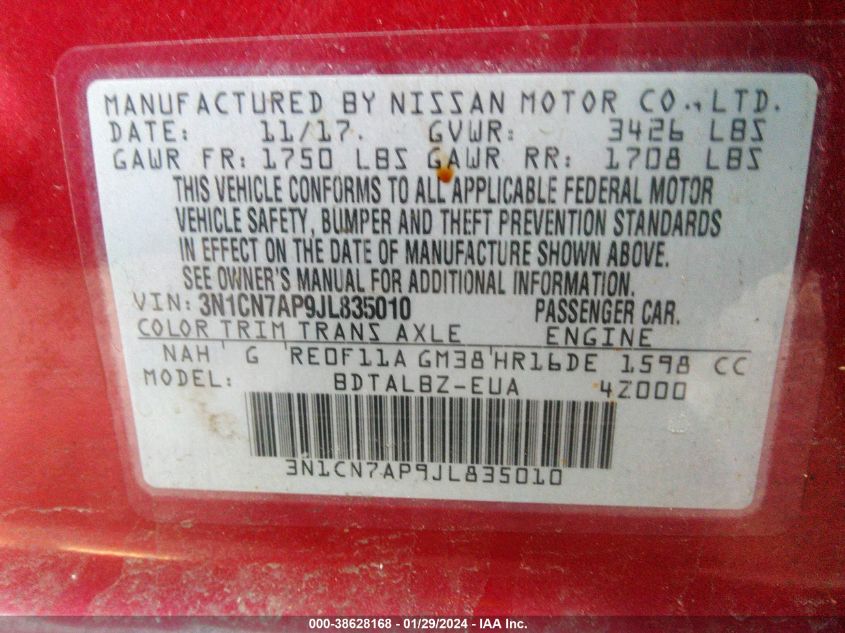 MANUFACTURED BY NISSAN MOTOR CO., LTD.
DATE: 11/17. GVWR: 3426 LBS
GAWR FR: 1750 LBS GAWR RR: 1708 LBS
THIS VEHICLE CONFORMS TO ALL APPLICABLE FEDERAL MOTOR
VEHICLE SAFETY, BUMPER AND THEFT PREVENTION STANDARDS
IN EFFECT ON THE DATE OF MANUFACTURE SHOWN ABOVE.
SEE OWNER'S MANUAL FOR ADDITIONAL INFORMATION.
VIN: 3N1CN7AP9JL835010 PASSENGER CAR.
COLOR TRIM TRANS AXLE ENGINE
NAH ' G ' RE0F11A GM38 ' HR16DE 1598 CC
MODEL: BDTALBZ-EUA 4Z000
3N1CN7AP9JL835010
000-38628168 - 01/29/2024 - IAA Inc.